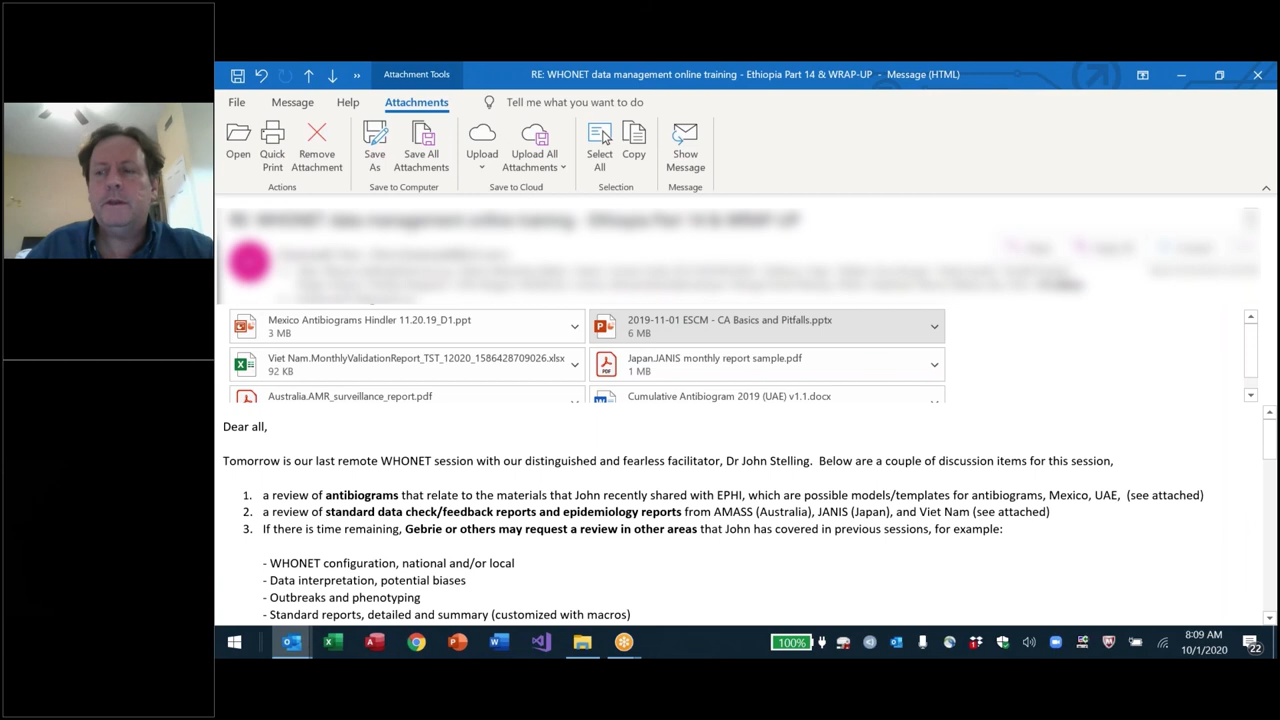 Attachment Tools
RE: WHONET data management online training - Ethiopia Part 14 & WRAP-UP - Message (HTML)
File Message Help Attachments Tell me what you want to do
Open Quick Print Remove Attachment Save As Save All Attachments Upload Upload All Attachments Select All Copy Show Message
Actions Save to Computer Save to Cloud Selection Message
RE: WHONET data management online training - Ethiopia Part 14 & WRAP-UP
Mexico Antibiograms Hindler 11.20.19_D1.ppt
3 MB
2019-11-01 ESCM - CA Basics and Pitfalls.pptx
6 MB
Viet Nam.MonthlyValidationReport_TST_12020_1586428709026.xlsx
92 KB
Japan.JANIS monthly report sample.pdf
1 MB
Australia.AMR_surveillance_report.pdf
Cumulative Antibiogram 2019 (UAE) v1.1.docx
Dear all,
Tomorrow is our last remote WHONET session with our distinguished and fearless facilitator, Dr John Stelling. Below are a couple of discussion items for this session,
1. a review of antibiograms that relate to the materials that John recently shared with EPHI, which are possible models/templates for antibiograms, Mexico, UAE, (see attached)
2. a review of standard data check/feedback reports and epidemiology reports from AMASS (Australia), JANIS (Japan), and Viet Nam (see attached)
3. If there is time remaining, Gebrie or others may request a review in other areas that John has covered in previous sessions, for example:
- WHONET configuration, national and/or local
- Data interpretation, potential biases
- Outbreaks and phenotyping
- Standard reports, detailed and summary (customized with macros)
100%
8:09 AM
10/1/2020
22